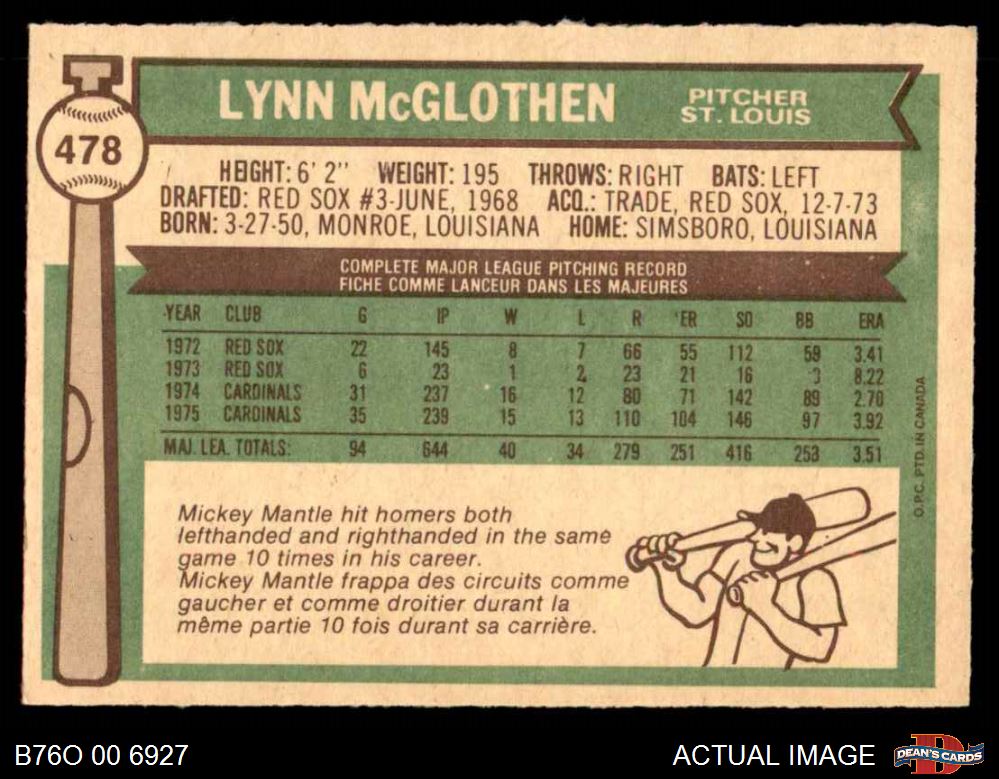 LYNN McGLOTHEN
PITCHER
ST. LOUIS
478
HEIGHT: 6' 2" WEIGHT: 195 THROWS: RIGHT BATS: LEFT
DRAFTED: RED SOX #3-JUNE, 1968 ACQ.: TRADE, RED SOX, 12-7-73
BORN: 3-27-50, MONROE, LOUISIANA HOME: SIMSBORO, LOUISIANA
COMPLETE MAJOR LEAGUE PITCHING RECORD
FICHE COMME LANCEUR DANS LES MAJEURES
YEAR CLUB G IP W L R ER SO BB ERA
1972 RED SOX 22 145 8 7 66 55 112 59 3.41
1973 RED SOX 6 23 1 2 23 21 16 8.22
1974 CARDINALS 31 237 16 12 80 71 142 89 2.70
1975 CARDINALS 35 239 15 13 110 104 146 97 3.92
MAJ. LEA. TOTALS: 94 644 40 34 279 251 416 253 3.51
Mickey Mantle hit homers both
lefthanded and righthanded in the same
game 10 times in his career.
Mickey Mantle frappa des circuits comme
gaucher et comme droitier durant la
même partie 10 fois durant sa carrière.
O.P.C. PTD. IN CANADA
B76O 00 6927
ACTUAL IMAGE
DEAN'S CARDS